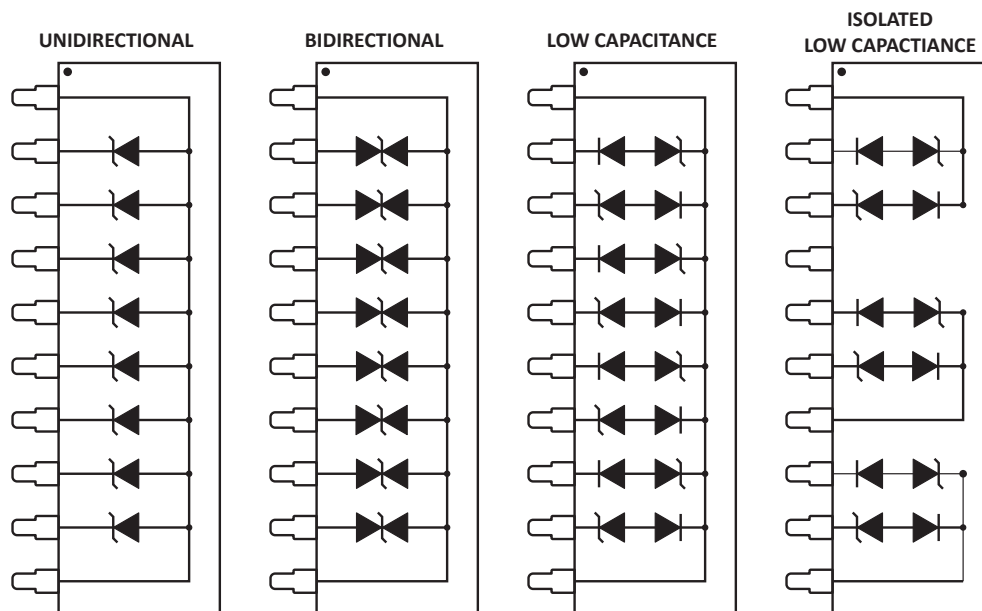 UNIDIRECTIONAL
BIDIRECTIONAL
LOW CAPACITANCE
ISOLATED
LOW CAPACTIANCE